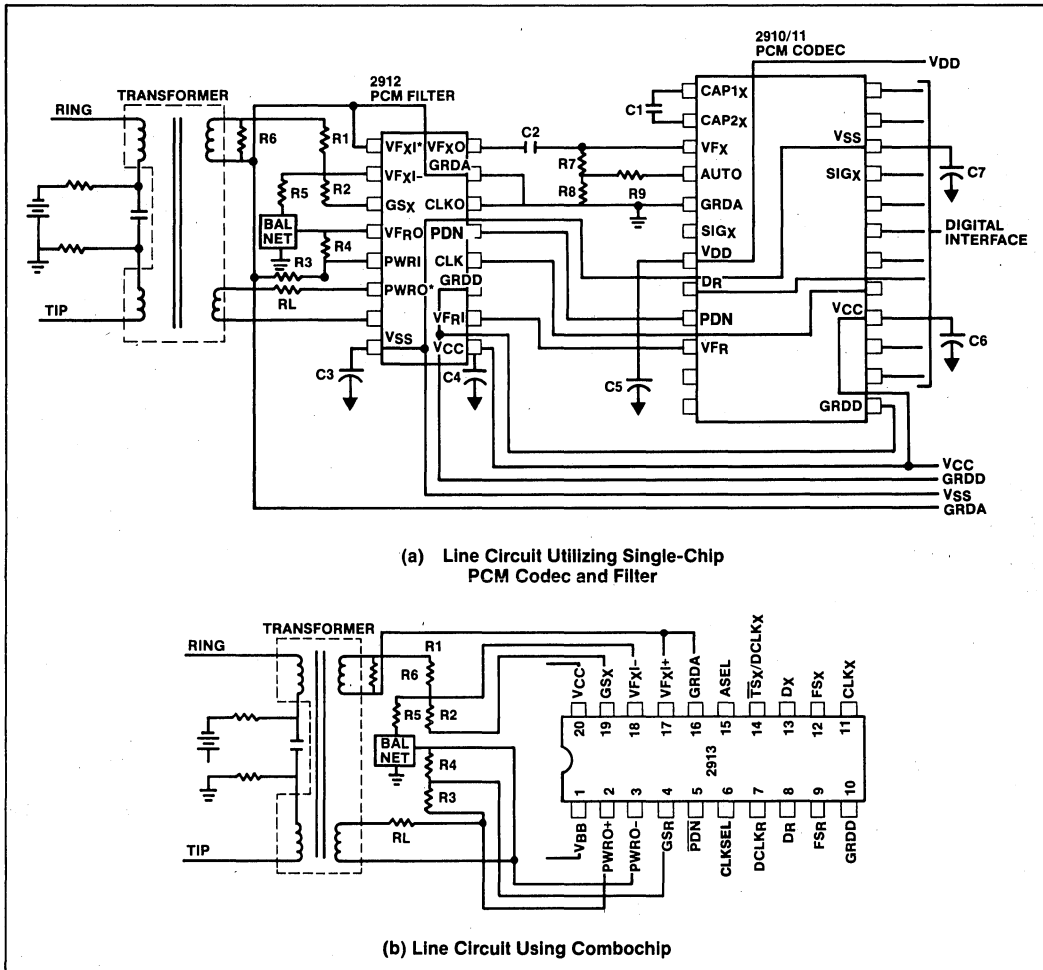 2910/11
PCM CODEC
VDD
2912
PCM FILTER
TRANSFORMER
RING
R6
R1
VFXI*
VFXO
C2
C1
CAP1X
CAP2X
VFX
VSS
C7
GRDA
VFXI-
R7
AUTO
SIGX
R5
R2
GSX
CLKO
R8
R9
GRDA
BAL
NET
VFRO
PDN
SIGX
DIGITAL
INTERFACE
R4
R3
PWRI
CLK
VDD
GRDD
DR
RL
PWRO*
VCC
TIP
VFRI
PDN
VSS
VCC
VFR
C6
C3
C4
C5
GRDD
VCC
GRDD
VSS
GRDA
(a) Line Circuit Utilizing Single-Chip
PCM Codec and Filter
TRANSFORMER
RING
R1
R6
R5
R2
BAL
NET
R4
R3
RL
TIP
VCC
GSX
VFXI-
VFXI+
GRDA
ASEL
TSX/DCLKX
DX
FSX
CLKX
20 19 18 17 16 15 14 13 12 11
2913
1 2 3 4 5 6 7 8 9 10
VBB
PWRO+
PWRO-
GSR
PDN
CLKSEL
DCLKR
DR
FSR
GRDD
(b) Line Circuit Using Combochip